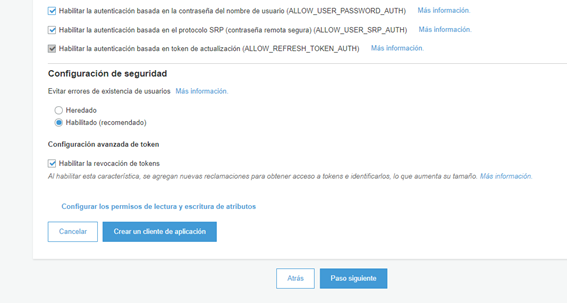 Habilitar la autenticación basada en la contraseña del nombre de usuario (ALLOW_USER_PASSWORD_AUTH) Más información.
Habilitar la autenticación basada en el protocolo SRP (contraseña remota segura) (ALLOW_USER_SRP_AUTH) Más información.
Habilitar la autenticación basada en token de actualización (ALLOW_REFRESH_TOKEN_AUTH) Más información.
Configuración de seguridad
Evitar errores de existencia de usuarios Más información.
Heredado
Habilitado (recomendado)
Configuración avanzada de token
Habilitar la revocación de tokens
Al habilitar esta característica, se agregan nuevas reclamaciones para obtener acceso a tokens e identificarlos, lo que aumenta su tamaño. Más información.
Configurar los permisos de lectura y escritura de atributos
Cancelar Crear un cliente de aplicación
Atrás Paso siguiente